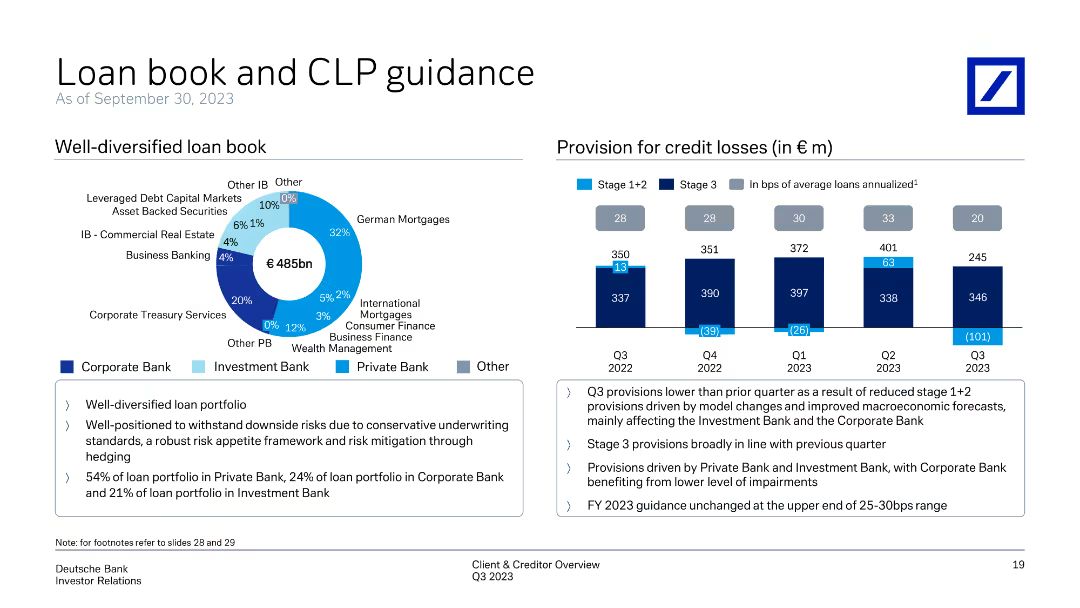 Loan book and CLP guidance
As of September 30, 2023
Well-diversified loan book
Other IB
Other
Leveraged Debt Capital Markets
Asset Backed Securities
IB - Commercial Real Estate
Business Banking
Corporate Treasury Services
Other PB
German Mortgages
International
Mortgages
Consumer Finance
Business Finance
Wealth Management
10%
0%
6%
1%
4%
4%
20%
0%
12%
3%
5%
2%
32%
€ 485bn
Corporate Bank
Investment Bank
Private Bank
Other
Well-diversified loan portfolio
Well-positioned to withstand downside risks due to conservative underwriting
standards, a robust risk appetite framework and risk mitigation through
hedging
54% of loan portfolio in Private Bank, 24% of loan portfolio in Corporate Bank
and 21% of loan portfolio in Investment Bank
Provision for credit losses (in € m)
Stage 1+2
Stage 3
In bps of average loans annualized1
28
28
30
33
20
350
351
372
401
245
13
63
337
390
397
338
346
(39)
(26)
(101)
Q3
2022
Q4
2022
Q1
2023
Q2
2023
Q3
2023
Q3 provisions lower than prior quarter as a result of reduced stage 1+2
provisions driven by model changes and improved macroeconomic forecasts,
mainly affecting the Investment Bank and the Corporate Bank
Stage 3 provisions broadly in line with previous quarter
Provisions driven by Private Bank and Investment Bank, with Corporate Bank
benefiting from lower level of impairments
FY 2023 guidance unchanged at the upper end of 25-30bps range
Note: for footnotes refer to slides 28 and 29
Deutsche Bank
Investor Relations
Client & Creditor Overview
Q3 2023
19